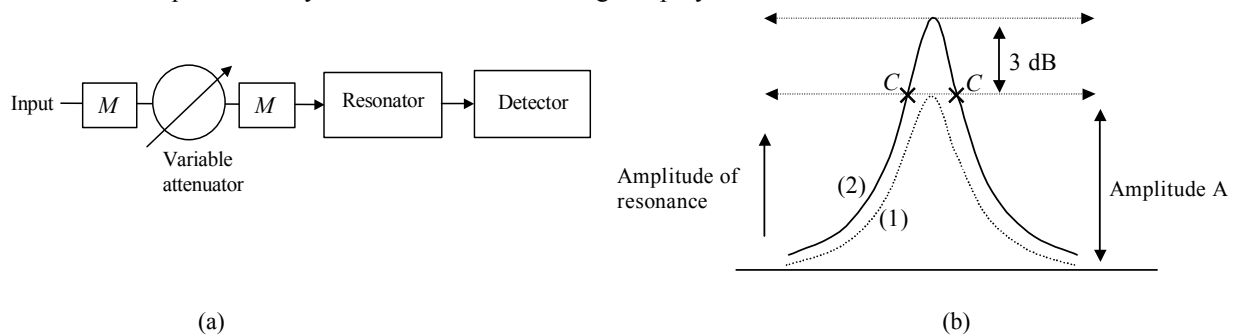 Input
M
Variable
attenuator
M
Resonator
Detector
(a)
3 dB
C
C
Amplitude of
resonance
(2)
(1)
Amplitude A
(b)